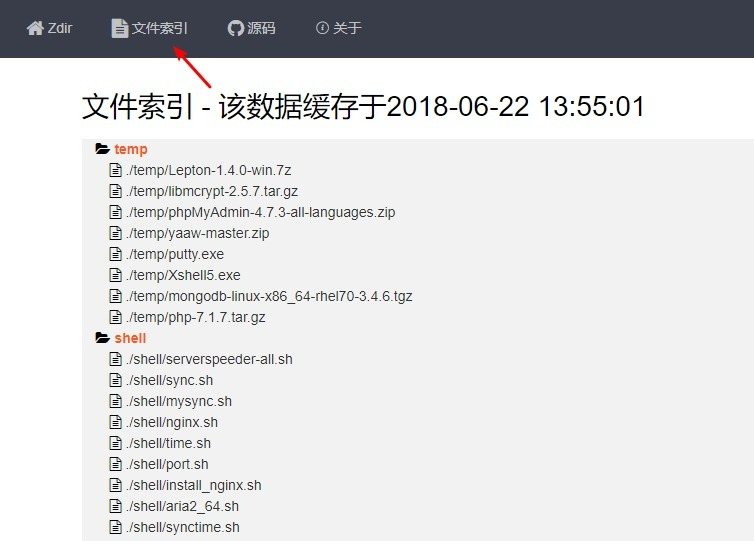 Zdir 文件索引 源码 关于
文件索引 - 该数据缓存于2018-06-22 13:55:01
temp
./temp/Lepton-1.4.0-win.7z
./temp/libmcrypt-2.5.7.tar.gz
./temp/phpMyAdmin-4.7.3-all-languages.zip
./temp/yaaw-master.zip
./temp/putty.exe
./temp/Xshell5.exe
./temp/mongodb-linux-x86_64-rhel70-3.4.6.tgz
./temp/php-7.1.7.tar.gz
shell
./shell/serverspeeder-all.sh
./shell/sync.sh
./shell/mysync.sh
./shell/nginx.sh
./shell/time.sh
./shell/port.sh
./shell/install_nginx.sh
./shell/aria2_64.sh
./shell/synctime.sh